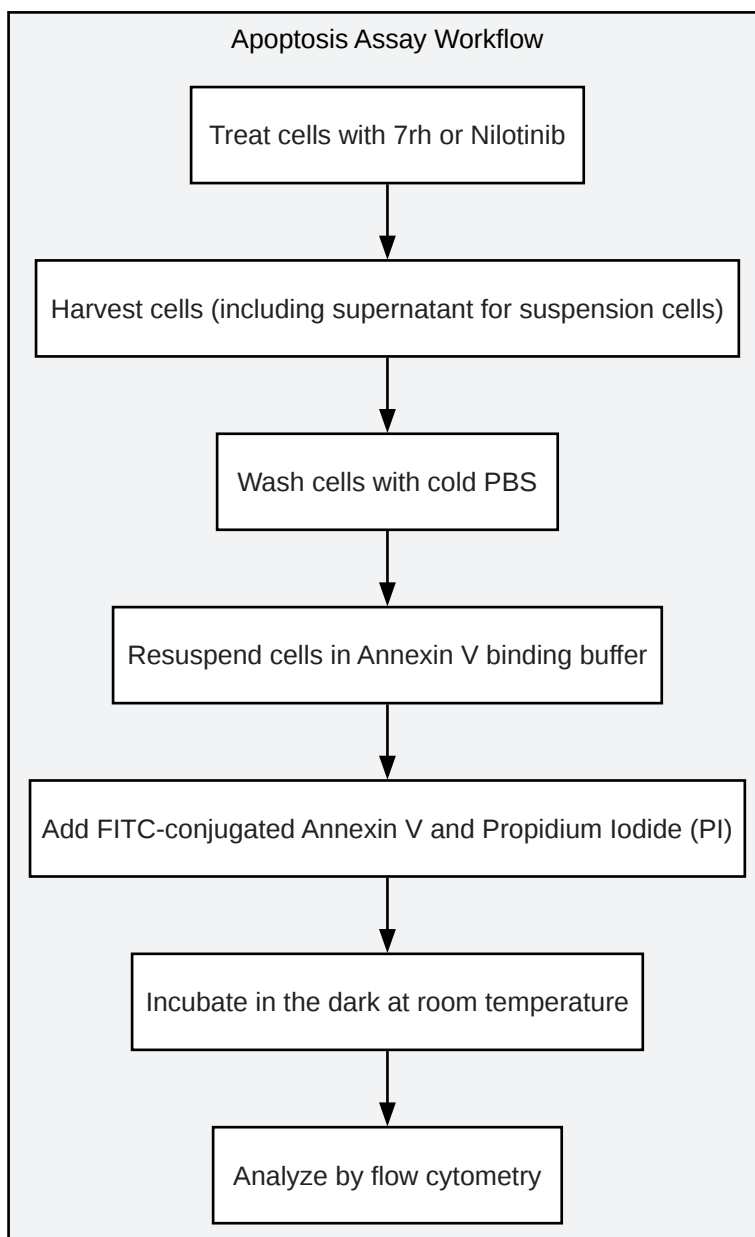 Apoptosis Assay Workflow
Treat cells with 7rh or Nilotinib
Harvest cells (including supernatant for suspension cells)
Wash cells with cold PBS
Resuspend cells in Annexin V binding buffer
Add FITC-conjugated Annexin V and Propidium Iodide (PI)
Incubate in the dark at room temperature
Analyze by flow cytometry